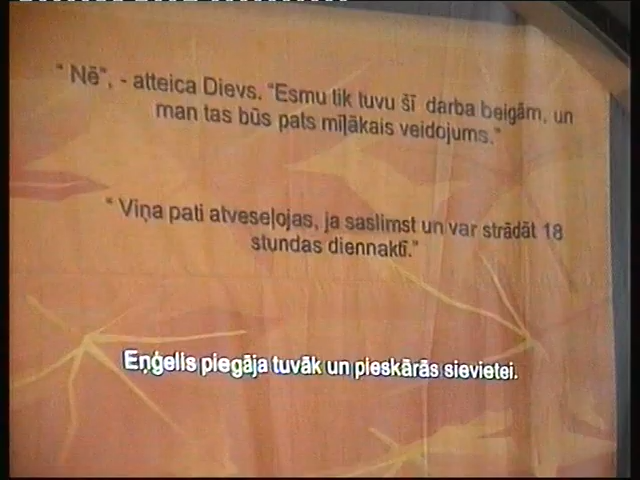 " Nē", - atteica Dievs. "Esmu tik tuvu šī darba beigām, un
man tas būs pats mīļākais veidojums."
" Viņa pati atveseļojas, ja saslimst un var strādāt 18
stundas diennaktī."
Eņģelis piegāja tuvāk un pieskārās sievietei.